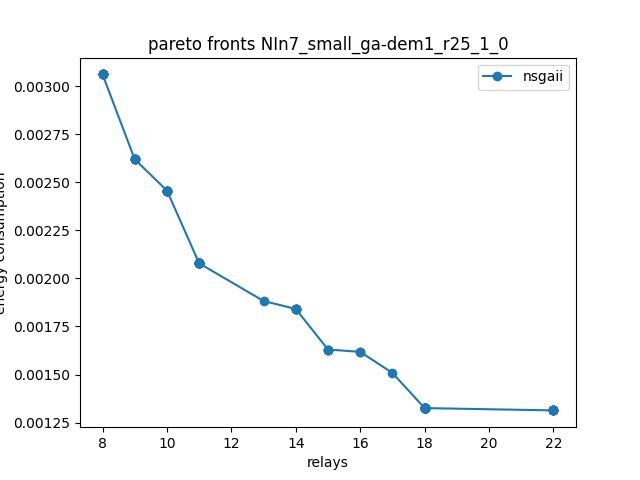 pareto fronts NIn7_small_ga-dem1_r25_1_0
nsgaii
0.00300
0.00275
0.00250
0.00225
0.00200
0.00175
0.00150
0.00125
energy consumption
8 10 12 14 16 18 20 22
relays